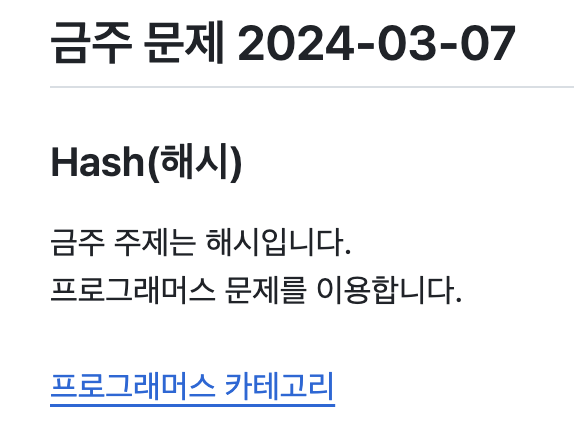 금주 문제 2024-03-07
Hash(해시)
금주 주제는 해시입니다.
프로그래머스 문제를 이용합니다.
프로그래머스 카테고리